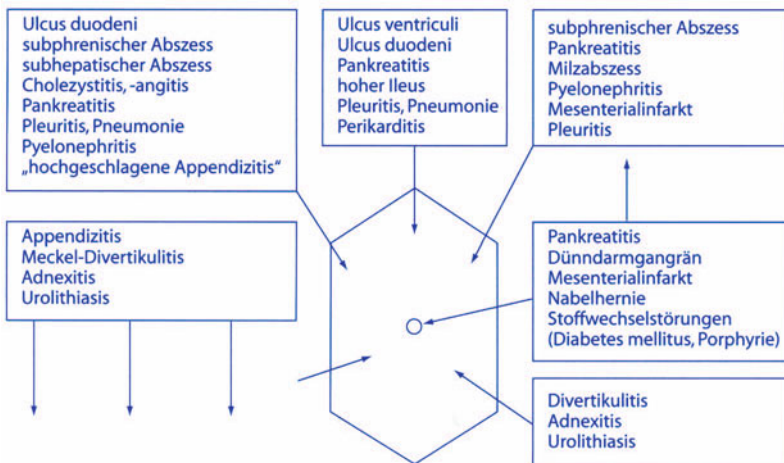 Ulcus duodeni
subphrenischer Abszess
subhepatischer Abszess
Cholezystitis, -angitis
Pankreatitis
Pleuritis, Pneumonie
Pyelonephritis
„hochgeschlagene Appendizitis“
Ulcus ventriculi
Ulcus duodeni
Pankreatitis
hoher Ileus
Pleuritis, Pneumonie
Perikarditis
subphrenischer Abszess
Pankreatitis
Milzabszess
Pyelonephritis
Mesenterialinfarkt
Pleuritis
Appendizitis
Meckel-Divertikulitis
Adnexitis
Urolithiasis
Pankreatitis
Dünndarmgangrän
Mesenterialinfarkt
Nabelhernie
Stoffwechselstörungen
(Diabetes mellitus, Porphyrie)
Divertikulitis
Adnexitis
Urolithiasis